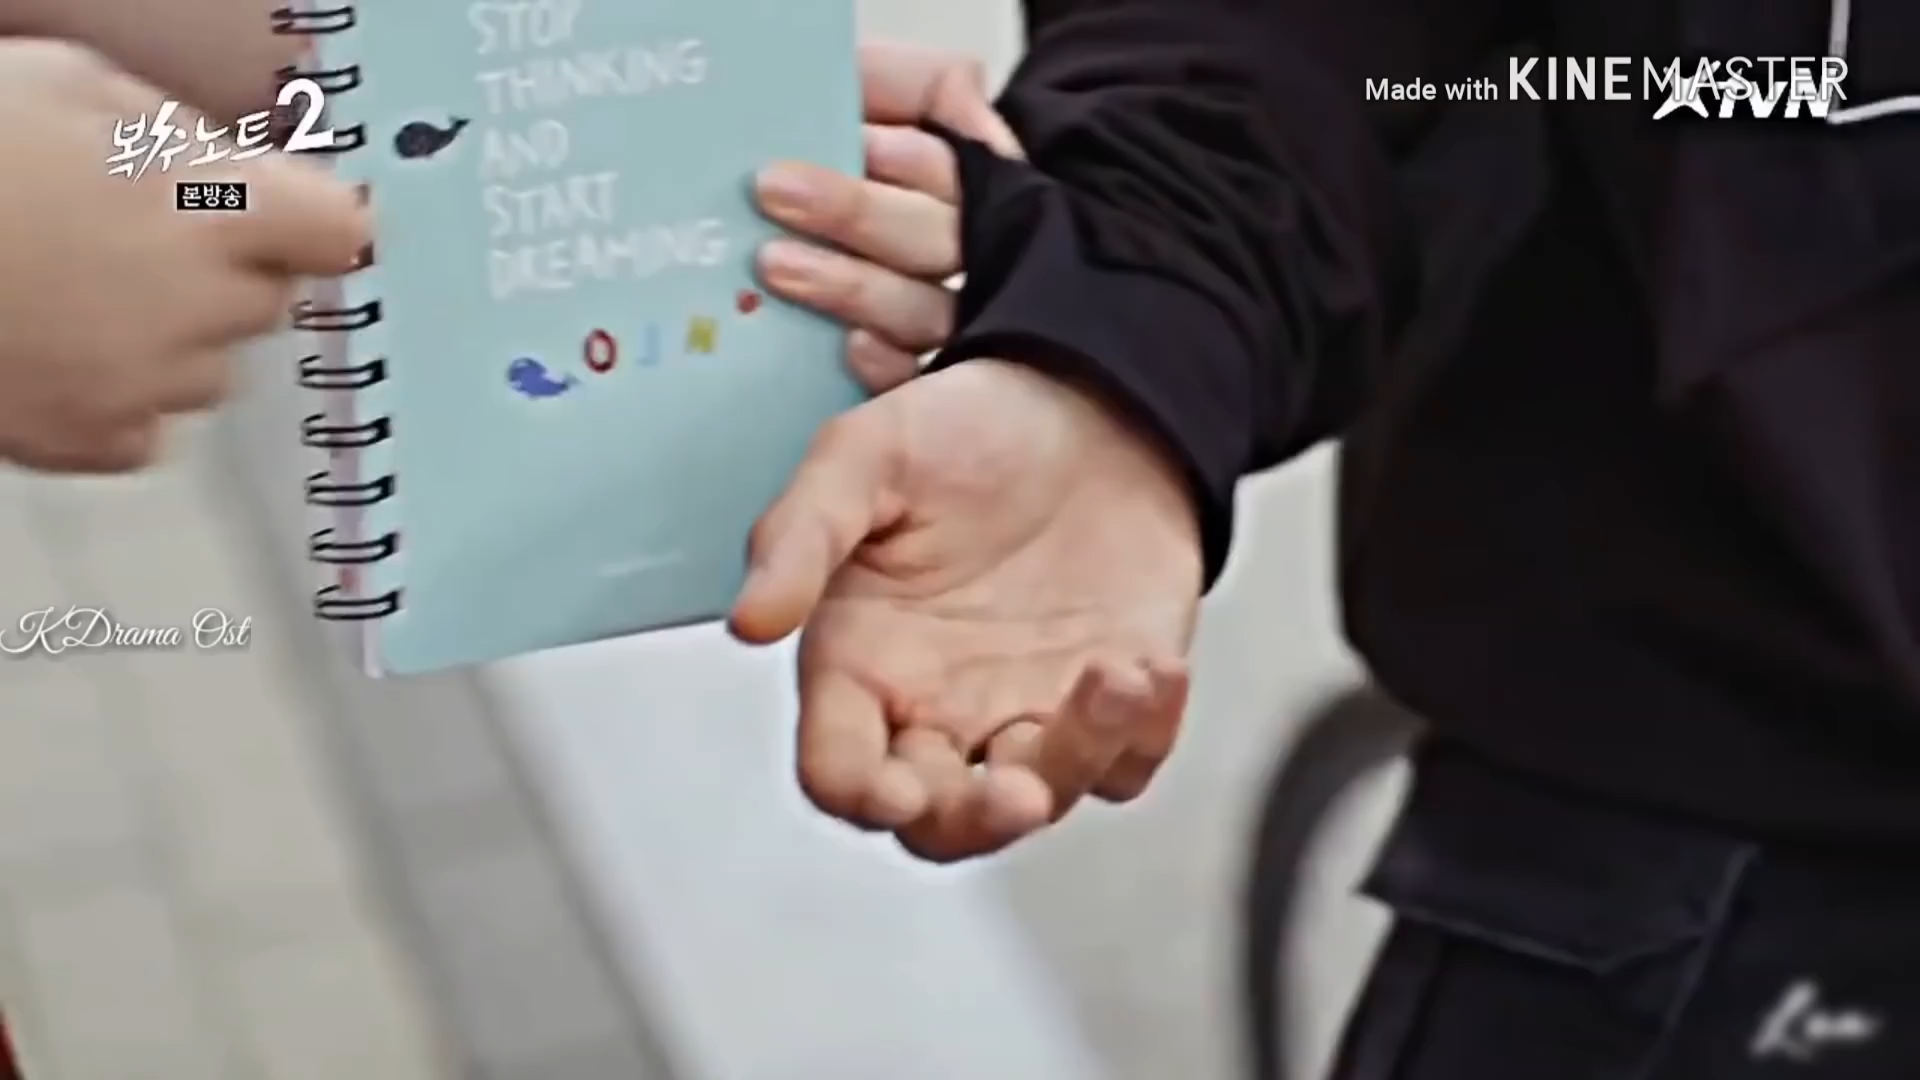 STOP
THINKING
AND
START
DREAMING
O J N
복수노트2
본방송
Made with KINEMASTER
tvN
KDrama Ost